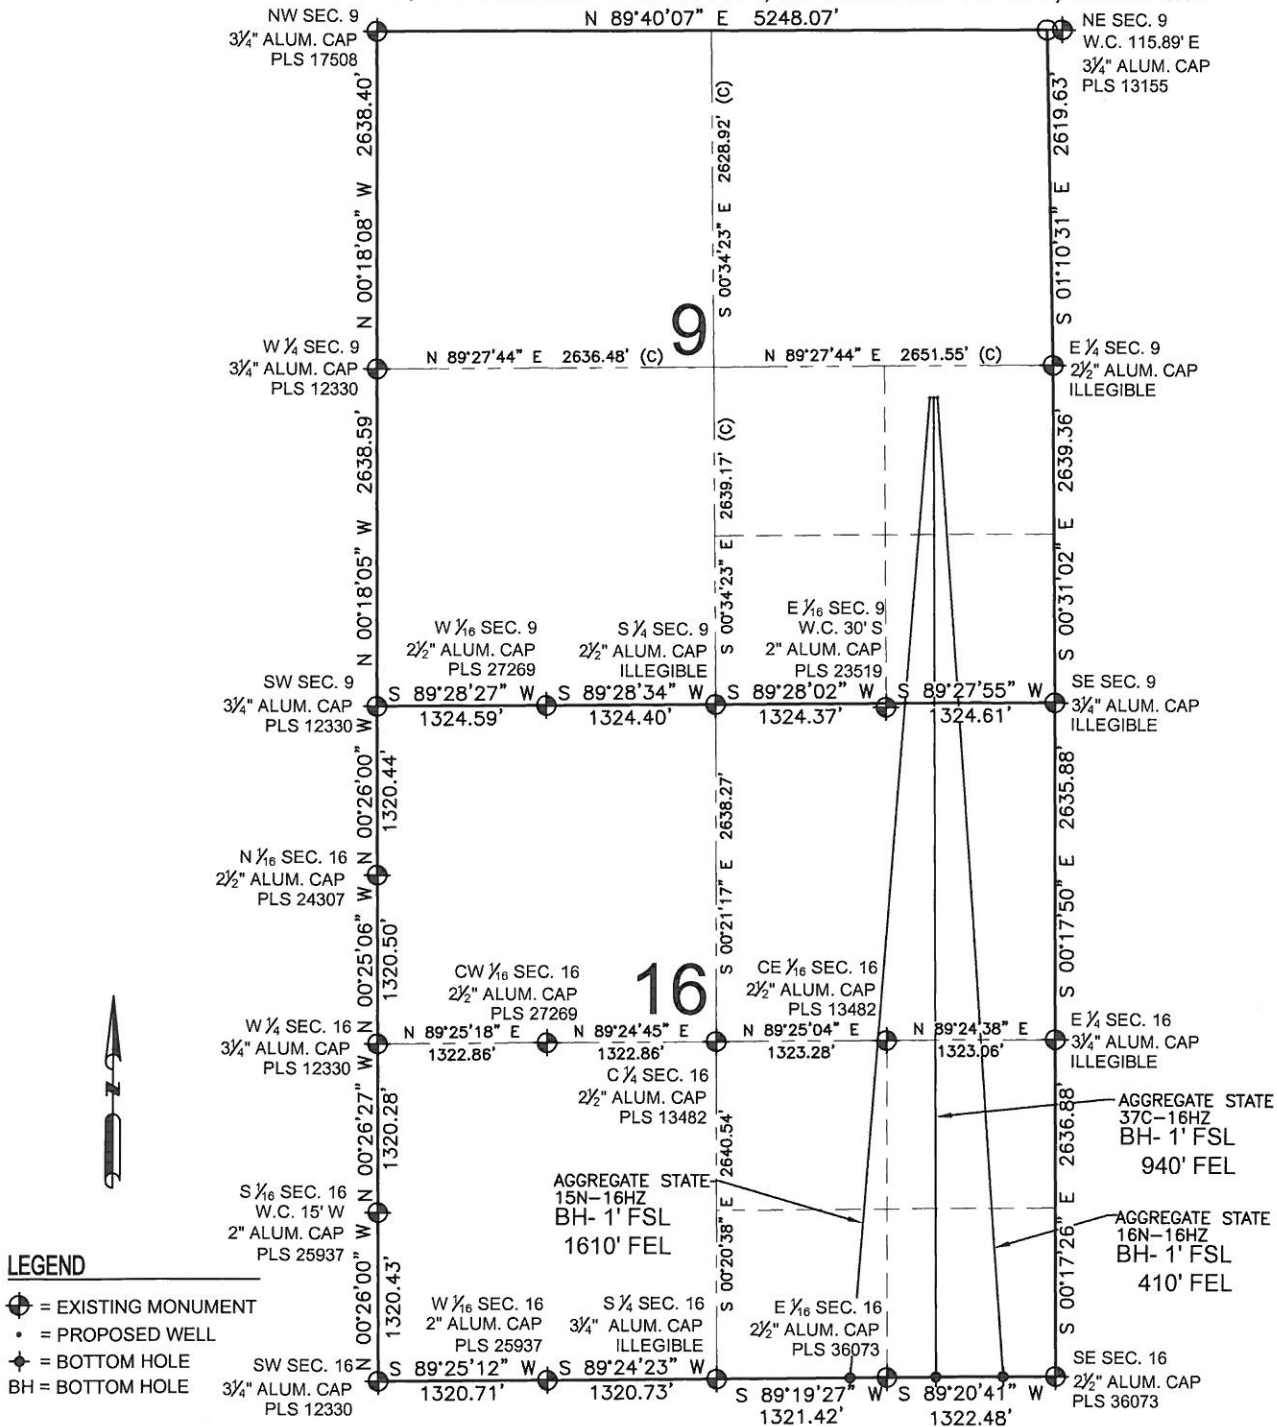 N 89°40'07" E 5248.07'
NW SEC. 9
3¼" ALUM. CAP
PLS 17508
NE SEC. 9
W.C. 115.89' E
3¼" ALUM. CAP
PLS 13155
N 00°18'08" W 2638.40'
S 00°34'23" E 2628.92' (C)
S 01°10'31" E 2619.63'
9
W ¼ SEC. 9
3¼" ALUM. CAP
PLS 12330
N 89°27'44" E 2636.48' (C)
N 89°27'44" E 2651.55' (C)
E ¼ SEC. 9
2½" ALUM. CAP
ILLEGIBLE
N 00°18'05" W 2638.59'
S 00°34'23" E 2639.17' (C)
S 00°31'02" E 2639.36'
W 1⁄16 SEC. 9
2½" ALUM. CAP
PLS 27269
S ¼ SEC. 9
2½" ALUM. CAP
ILLEGIBLE
E 1⁄16 SEC. 9
W.C. 30' S
2" ALUM. CAP
PLS 23519
SW SEC. 9
3¼" ALUM. CAP
PLS 12330
S 89°28'27" W
1324.59'
S 89°28'34" W
1324.40'
S 89°28'02" W
1324.37'
S 89°27'55" W
1324.61'
SE SEC. 9
3¼" ALUM. CAP
ILLEGIBLE
N 00°26'00" W
1320.44'
S 00°21'17" E 2638.27'
S 00°17'50" E 2635.88'
N 1⁄16 SEC. 16
2½" ALUM. CAP
PLS 24307
N 00°25'06" W
1320.50'
16
CW 1⁄16 SEC. 16
2½" ALUM. CAP
PLS 27269
CE 1⁄16 SEC. 16
2½" ALUM. CAP
PLS 13482
W ¼ SEC. 16
3¼" ALUM. CAP
PLS 12330
N 89°25'18" E
1322.86'
N 89°24'45" E
1322.86'
N 89°25'04" E
1323.28'
N 89°24'38" E
1323.06'
E ¼ SEC. 16
3¼" ALUM. CAP
ILLEGIBLE
C ¼ SEC. 16
2½" ALUM. CAP
PLS 13482
N 00°26'27" W
1320.28'
S 00°20'38" E 2640.54'
S 00°17'26" E 2636.88'
AGGREGATE STATE
37C-16HZ
BH- 1' FSL
940' FEL
AGGREGATE STATE
15N-16HZ
BH- 1' FSL
1610' FEL
AGGREGATE STATE
16N-16HZ
BH- 1' FSL
410' FEL
N
S 1⁄16 SEC. 16
W.C. 15' W
2" ALUM. CAP
PLS 25937
N 00°26'00" W
1320.43'
LEGEND
= EXISTING MONUMENT
= PROPOSED WELL
= BOTTOM HOLE
BH = BOTTOM HOLE
W 1⁄16 SEC. 16
2" ALUM. CAP
PLS 25937
S ¼ SEC. 16
3¼" ALUM. CAP
ILLEGIBLE
E 1⁄16 SEC. 16
2½" ALUM. CAP
PLS 36073
SW SEC. 16
3¼" ALUM. CAP
PLS 12330
S 89°25'12" W
1320.71'
S 89°24'23" W
1320.73'
S 89°19'27" W
1321.42'
S 89°20'41" W
1322.48'
SE SEC. 16
2½" ALUM. CAP
PLS 36073